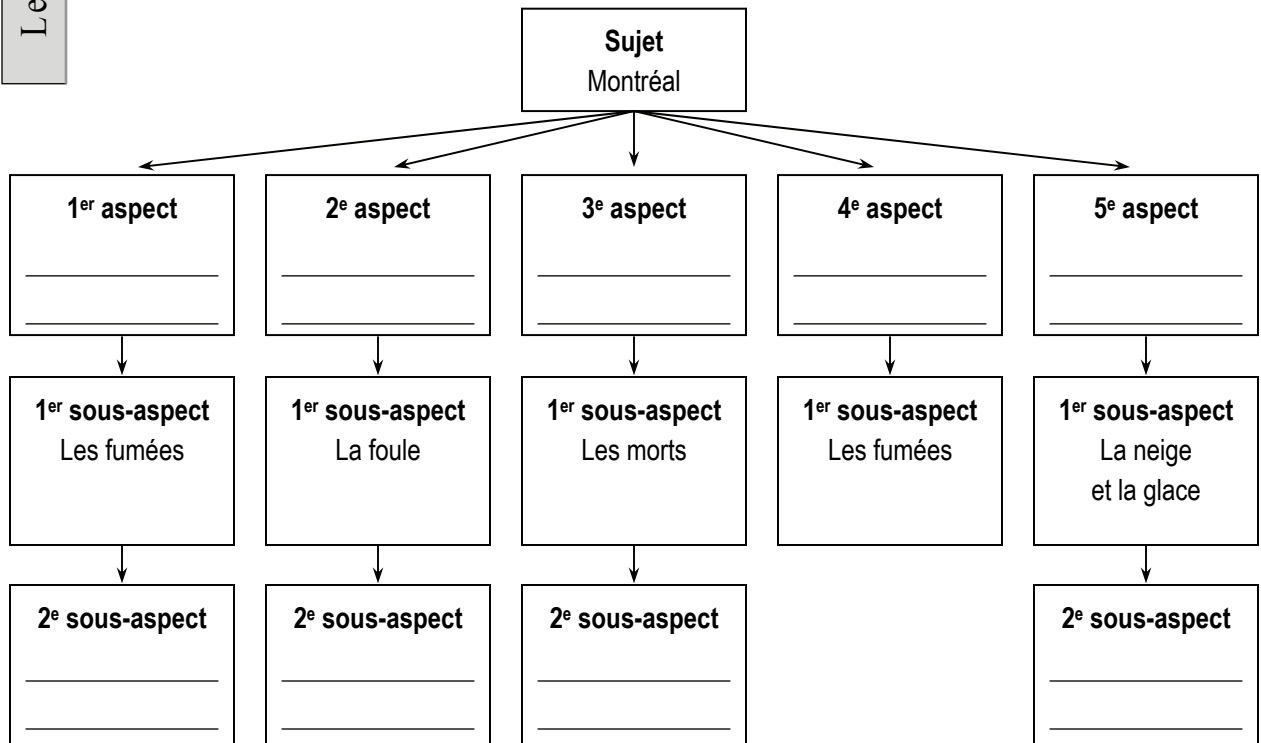 Le
Sujet
Montréal
1er aspect
2e aspect
3e aspect
4e aspect
5e aspect
1er sous-aspect
Les fumées
1er sous-aspect
La foule
1er sous-aspect
Les morts
1er sous-aspect
Les fumées
1er sous-aspect
La neige
et la glace
2e sous-aspect
2e sous-aspect
2e sous-aspect
2e sous-aspect